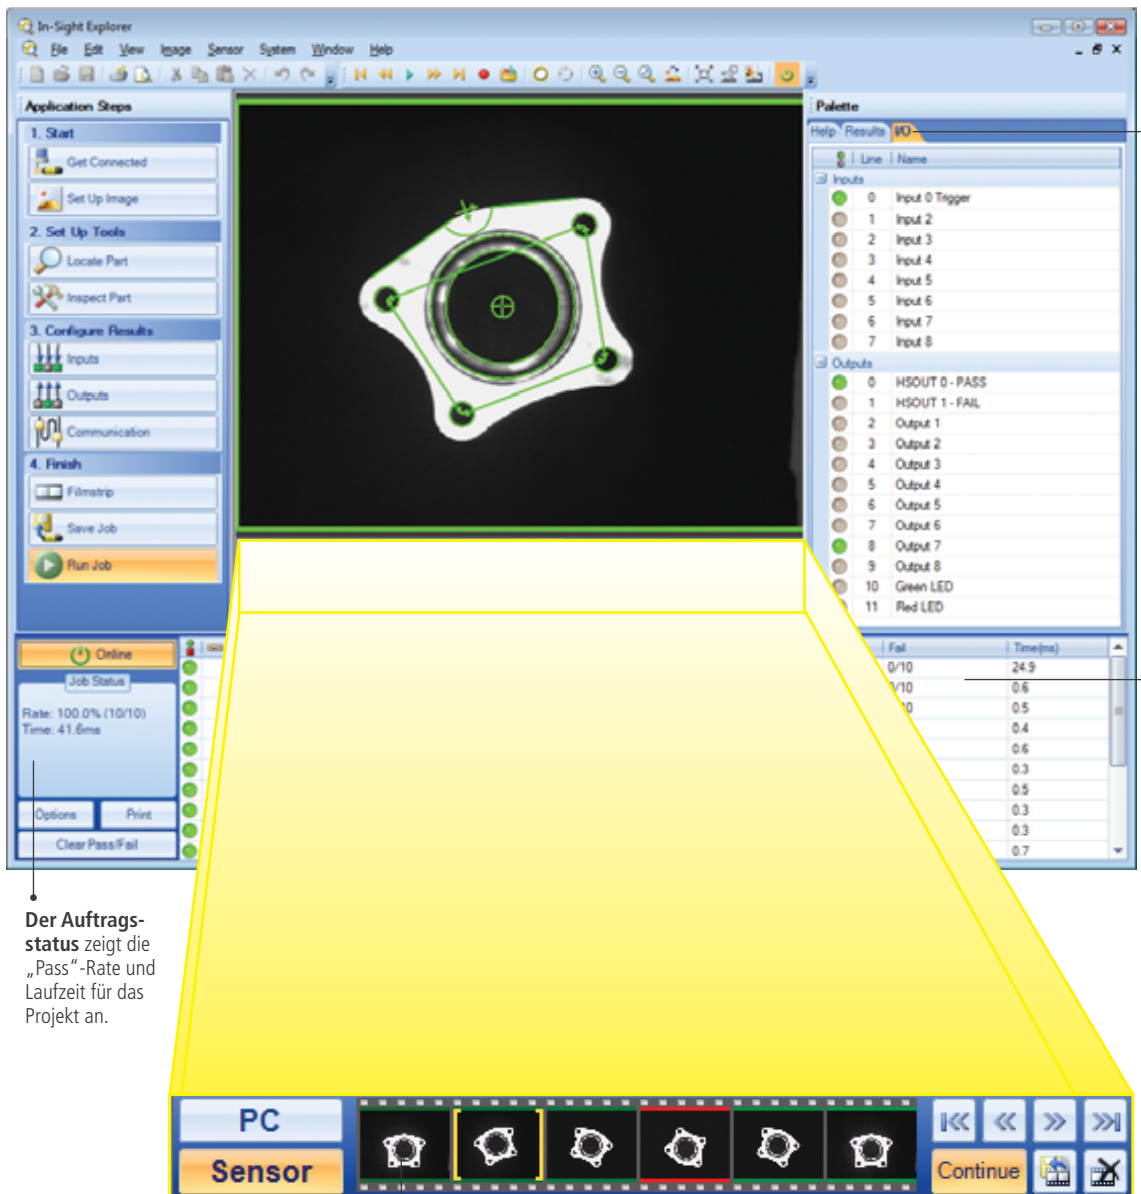 In-Sight Explorer
File Edit View Image Sensor System Window Help
Application Steps
1. Start
Get Connected
Set Up Image
2. Set Up Tools
Locate Part
Inspect Part
3. Configure Results
Inputs
Outputs
Communication
4. Finish
Filmstrip
Save Job
Run Job
Palette
Help Results I/O
Line Name
Inputs
0 Input 0 Trigger
1 Input 2
2 Input 3
3 Input 4
4 Input 5
5 Input 6
6 Input 7
7 Input 8
Outputs
0 HSOUT 0 - PASS
1 HSOUT 1 - FAIL
2 Output 1
3 Output 2
4 Output 3
5 Output 4
6 Output 5
7 Output 6
8 Output 7
9 Output 8
10 Green LED
11 Red LED
Online
Job Status
Rate: 100.0% (10/10)
Time: 41.6ms
Options Print
Clear Pass/Fail
Fail Time(ms)
0/10 24.9
0/10 0.6
0.5
0.4
0.6
0.3
0.5
0.3
0.3
0.7
Der Auftrags-
status zeigt die
„Pass“-Rate und
Laufzeit für das
Projekt an.
PC
Sensor
Continue